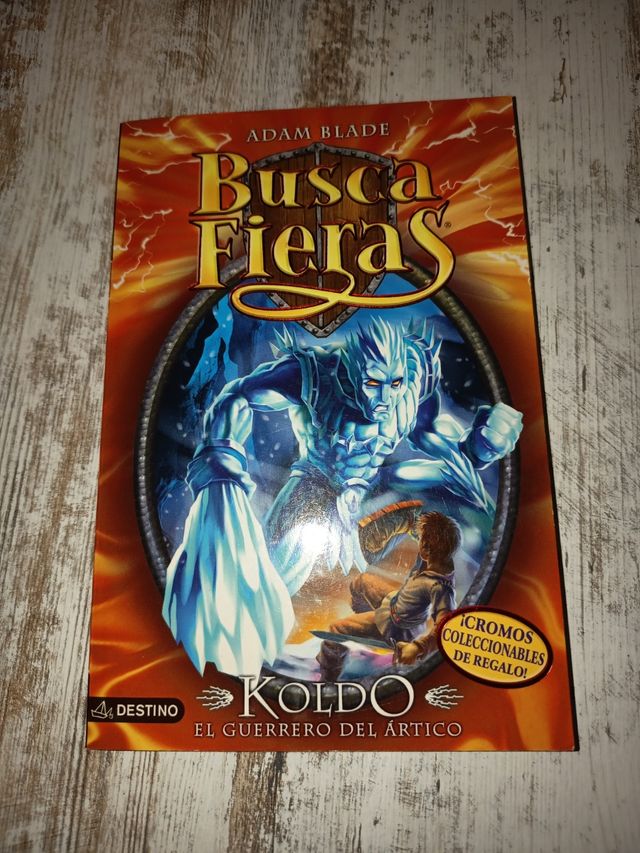 ADAM BLADE
Busca
Fieras®
¡CROMOS
COLECCIONABLES
DE REGALO!
KOLDO
EL GUERRERO DEL ÁRTICO
DESTINO